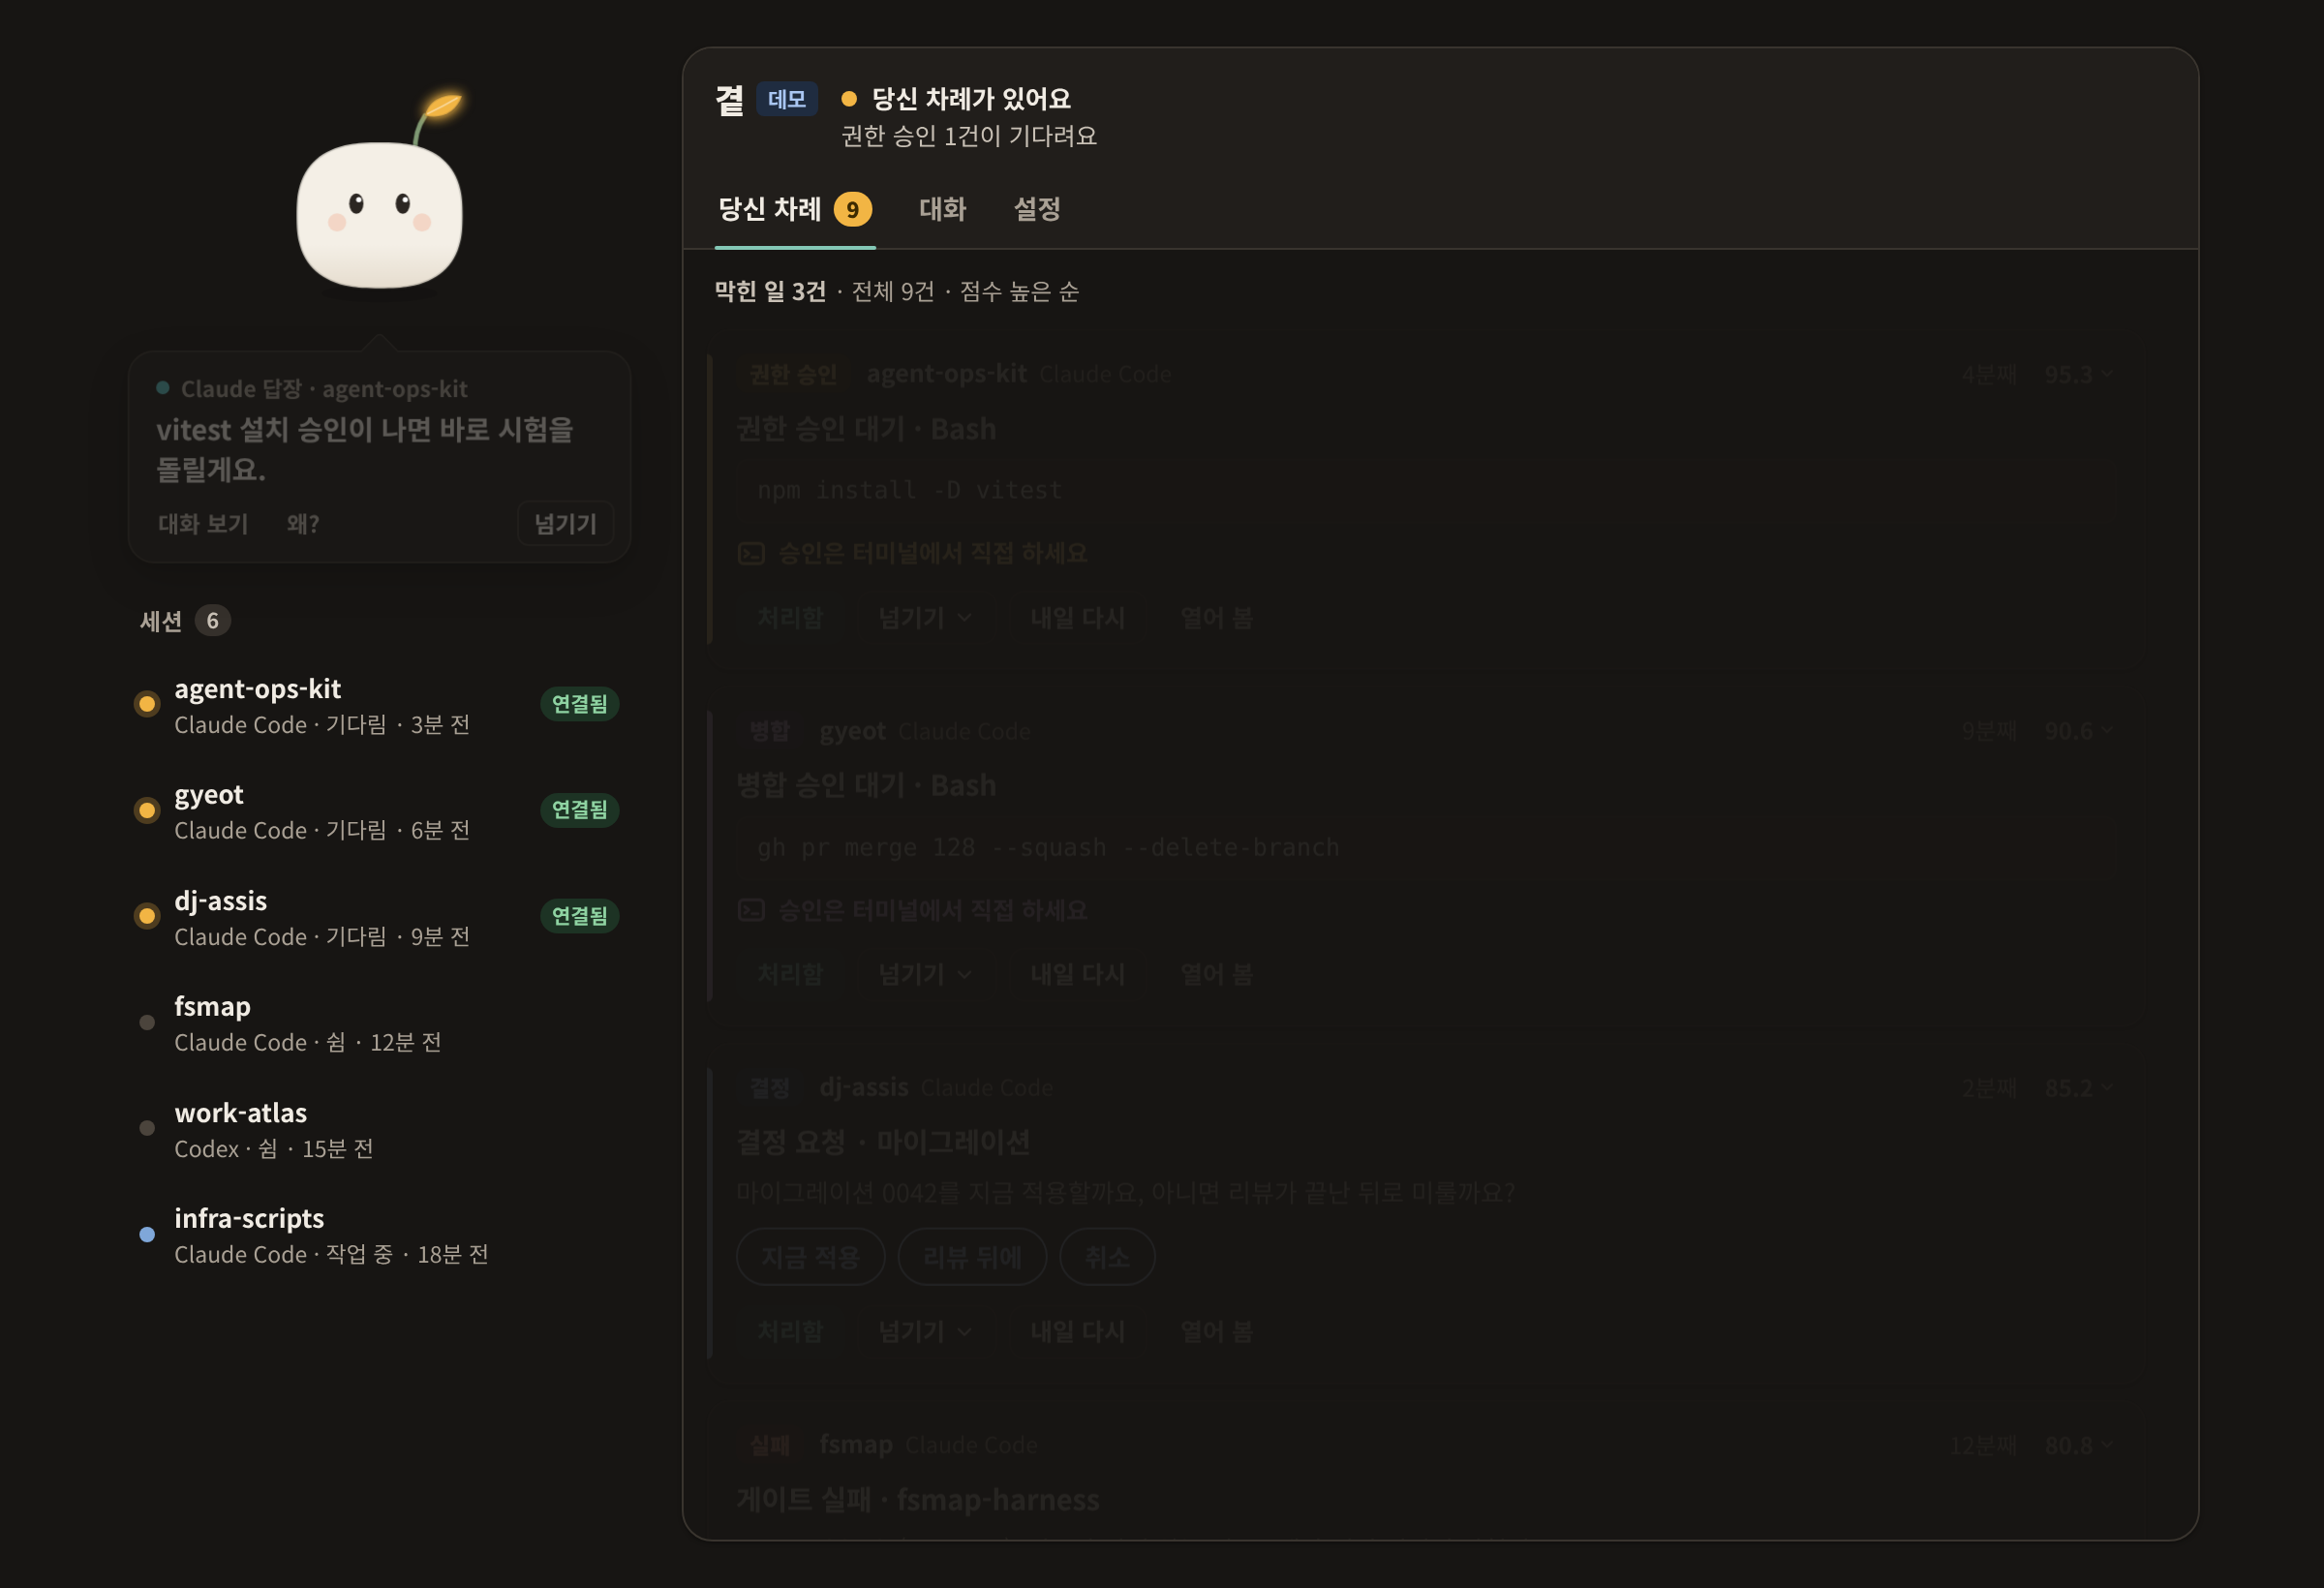 곁 데모
당신 차례가 있어요
권한 승인 1건이 기다려요
당신 차례 9 대화 설정
막힌 일 3건 · 전체 9건 · 점수 높은 순
Claude 답장 · agent-ops-kit
vitest 설치 승인이 나면 바로 시험을
돌릴게요.
대화 보기 왜? 넘기기
세션 6
agent-ops-kit
Claude Code · 기다림 · 3분 전
연결됨
gyeot
Claude Code · 기다림 · 6분 전
연결됨
dj-assis
Claude Code · 기다림 · 9분 전
연결됨
fsmap
Claude Code · 쉼 · 12분 전
work-atlas
Codex · 쉼 · 15분 전
infra-scripts
Claude Code · 작업 중 · 18분 전
권한 승인 agent-ops-kit Claude Code 4분째 95.3
권한 승인 대기 · Bash
npm install -D vitest
승인은 터미널에서 직접 하세요
처리함 넘기기 내일 다시 열어 봄
병합 gyeot Claude Code 9분째 90.6
병합 승인 대기 · Bash
gh pr merge 128 --squash --delete-branch
승인은 터미널에서 직접 하세요
처리함 넘기기 내일 다시 열어 봄
결정 dj-assis Claude Code 2분째 85.2
결정 요청 · 마이그레이션
마이그레이션 0042를 지금 적용할까요, 아니면 리뷰가 끝난 뒤로 미룰까요?
지금 적용 리뷰 뒤에 취소
처리함 넘기기 내일 다시 열어 봄
실패 fsmap Claude Code 12분째 80.8
게이트 실패 · fsmap-harness